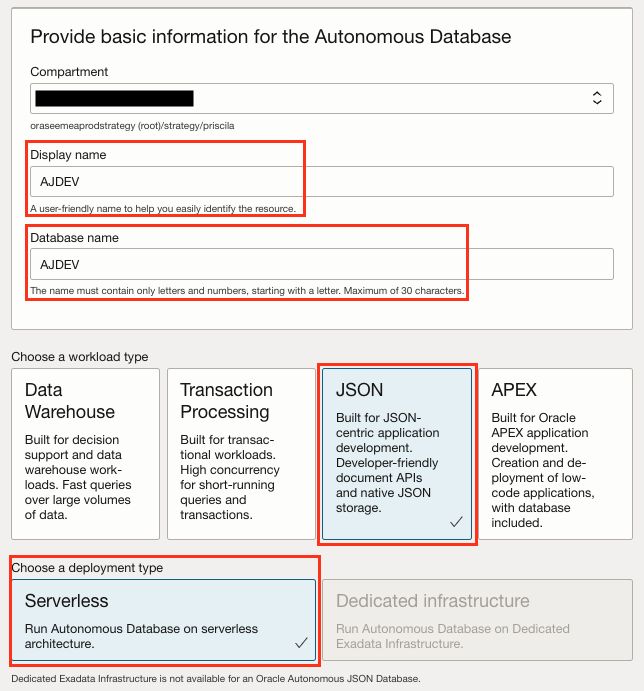 Provide basic information for the Autonomous Database
Compartment
oraseemeaprodstrategy (root)/strategy/priscila
Display name
AJDEV
A user-friendly name to help you easily identify the resource.
Database name
AJDEV
The name must contain only letters and numbers, starting with a letter. Maximum of 30 characters.
Choose a workload type
Data
Warehouse
Built for decision
support and data
warehouse work-
loads. Fast queries
over large volumes
of data.
Transaction
Processing
Built for transac-
tional workloads.
High concurrency
for short-running
queries and
transactions.
JSON
Built for JSON-
centric application
development.
Developer-friendly
document APIs
and native JSON
storage.
APEX
Built for Oracle
APEX application
development.
Creation and de-
ployment of low-
code applications,
with database
included.
Choose a deployment type
Serverless
Run Autonomous Database on serverless
architecture.
Dedicated infrastructure
Run Autonomous Database on Dedicated
Exadata Infrastructure.
Dedicated Exadata Infrastructure is not available for an Oracle Autonomous JSON Database.